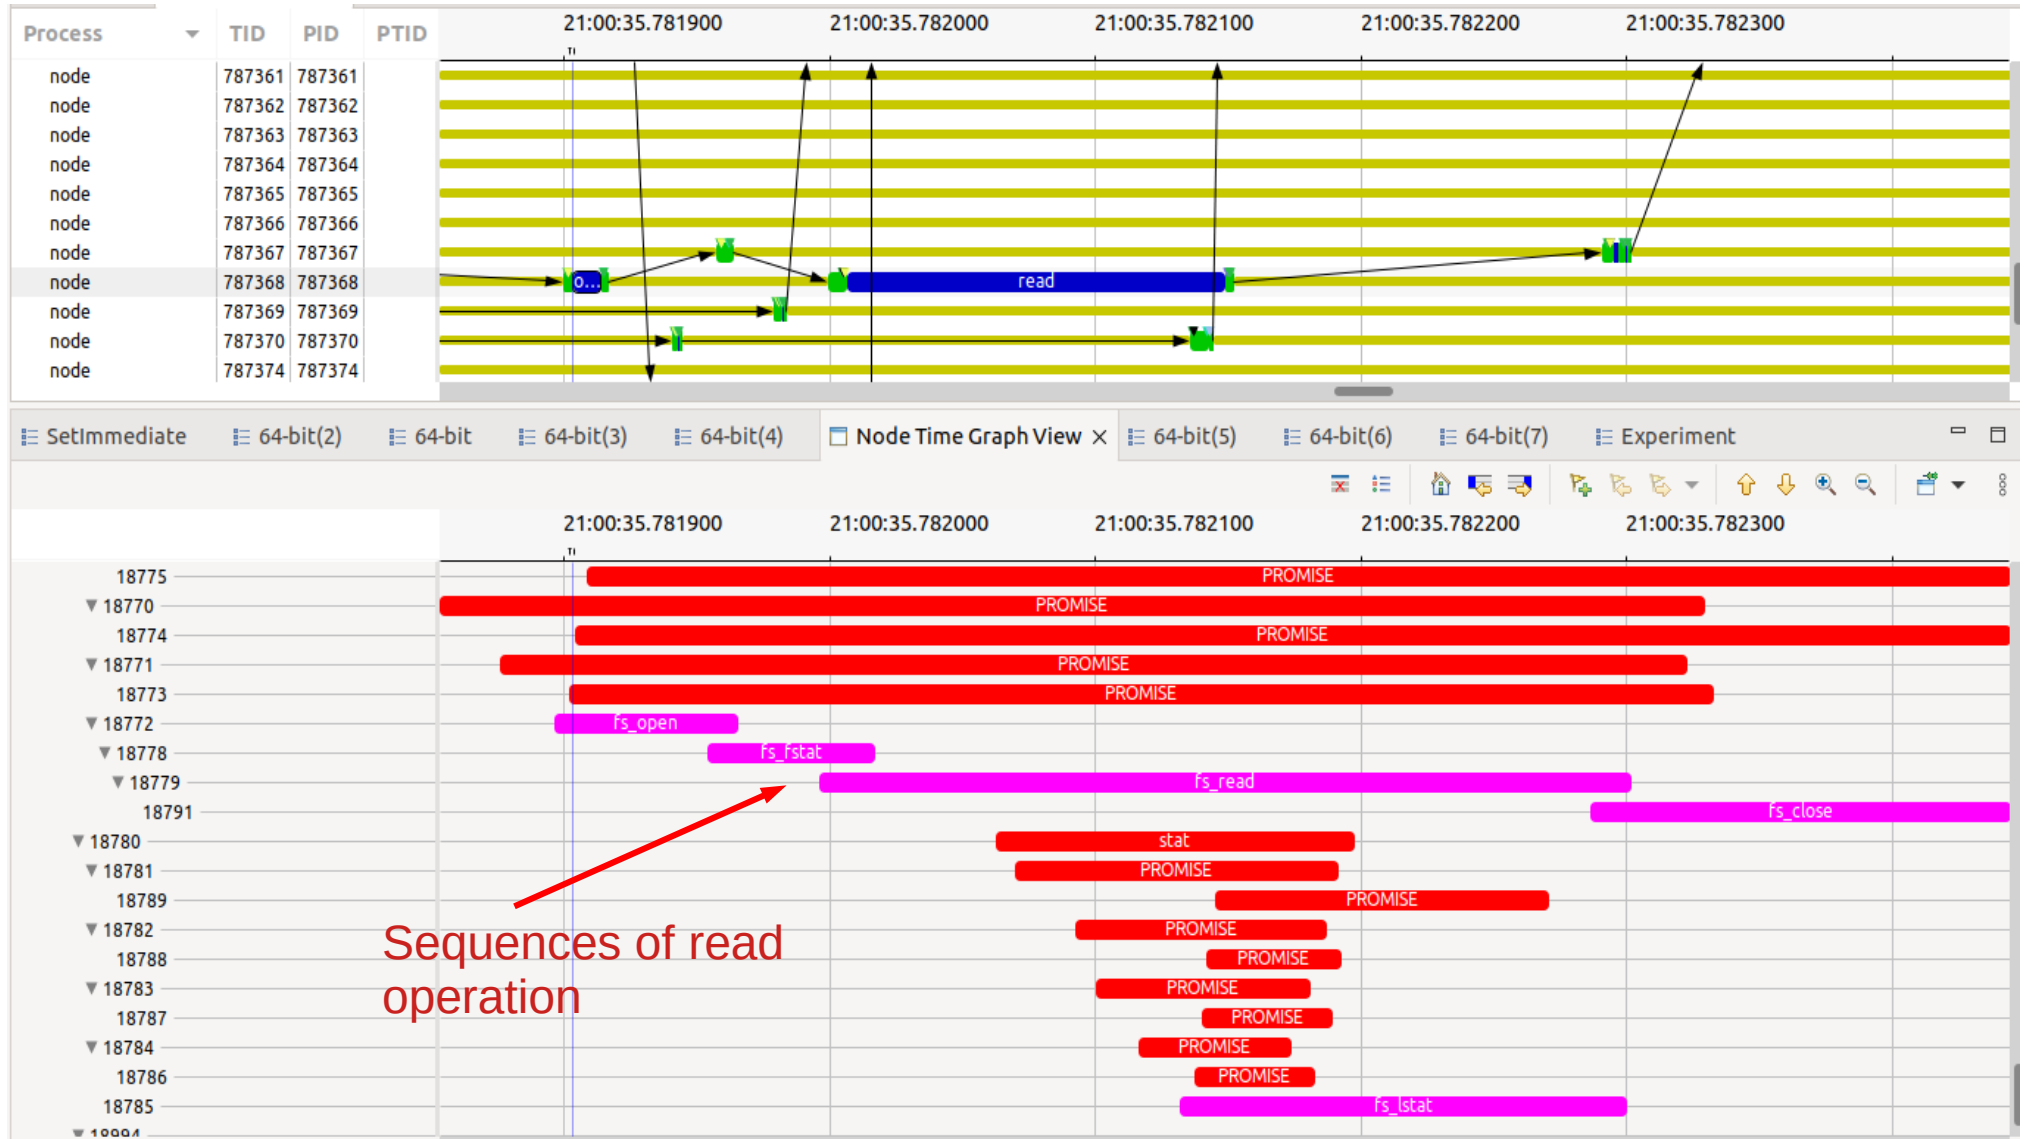 Process TID PID PTID
21:00:35.781900 21:00:35.782000 21:00:35.782100 21:00:35.782200 21:00:35.782300
node 787361 787361
node 787362 787362
node 787363 787363
node 787364 787364
node 787365 787365
node 787366 787366
node 787367 787367
node 787368 787368 o... read
node 787369 787369
node 787370 787370
node 787374 787374
SetImmediate 64-bit(2) 64-bit 64-bit(3) 64-bit(4) Node Time Graph View 64-bit(5) 64-bit(6) 64-bit(7) Experiment
21:00:35.781900 21:00:35.782000 21:00:35.782100 21:00:35.782200 21:00:35.782300
18775 PROMISE
18770 PROMISE
18774 PROMISE
18771 PROMISE
18773 PROMISE
18772 fs_open
18778 fs_fstat
18779 fs_read
18791 fs_close
18780 stat
18781 PROMISE
18789 PROMISE
18782 PROMISE
18788 PROMISE
18783 PROMISE
18787 PROMISE
18784 PROMISE
18786 PROMISE
18785 fs_lstat
Sequences of read
operation